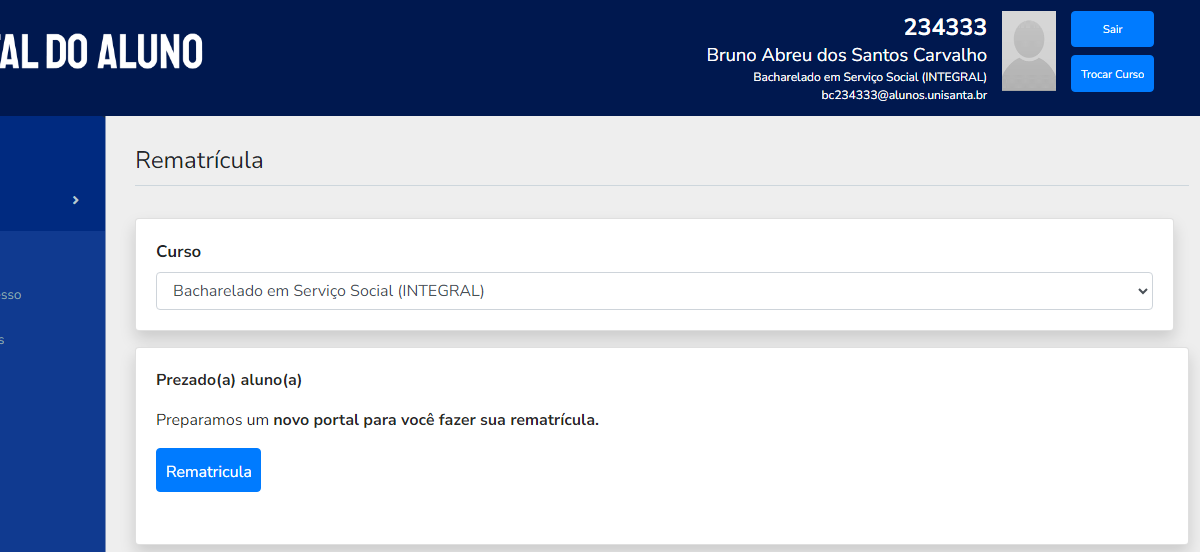 AL DO ALUNO
234333
Bruno Abreu dos Santos Carvalho
Bacharelado em Serviço Social (INTEGRAL)
bc234333@alunos.unisanta.br
Sair
Trocar Curso
Rematrícula
esso
s
Curso
Bacharelado em Serviço Social (INTEGRAL)
Prezado(a) aluno(a)
Preparamos um novo portal para você fazer sua rematrícula.
Rematricula